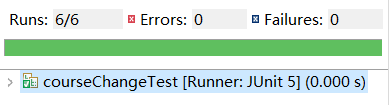 Runs: 6/6 Errors: 0 Failures: 0
courseChangeTest [Runner: JUnit 5] (0.000 s)